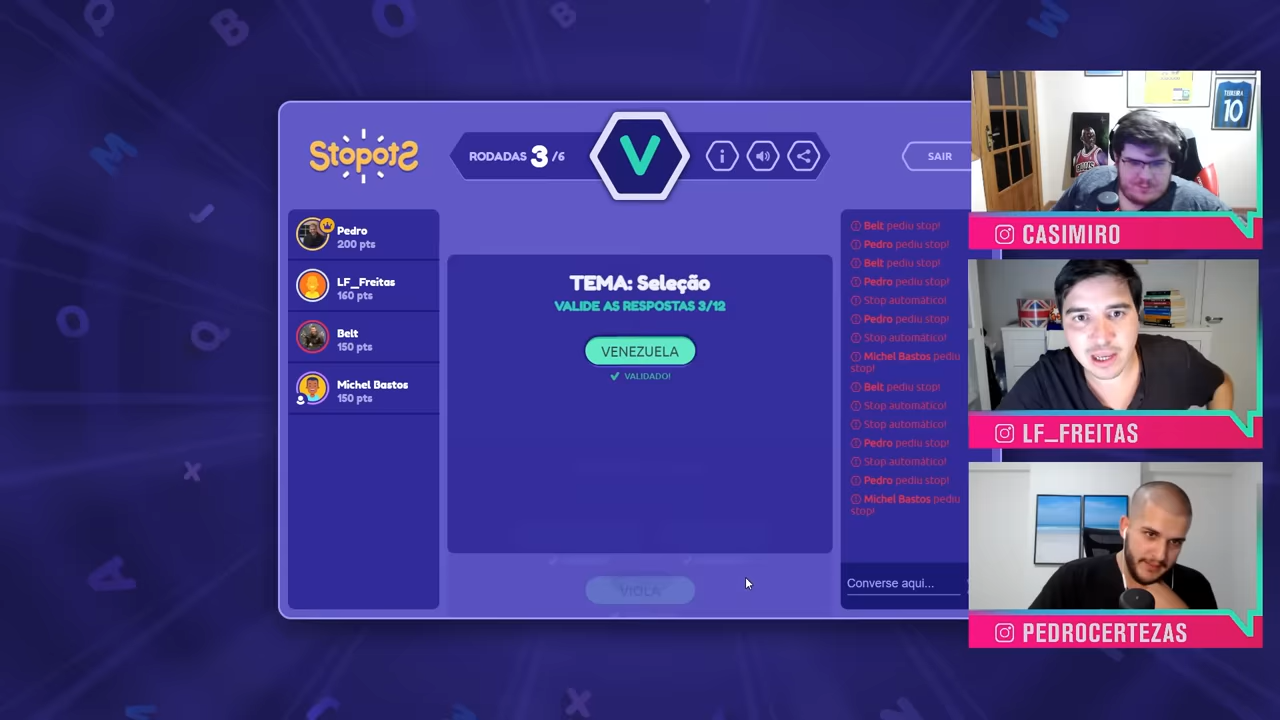 StopotS
RODADAS 3 /6
V
SAIR
Pedro
200 pts
LF_Freitas
160 pts
Belt
150 pts
Michel Bastos
150 pts
TEMA: Seleção
VALIDE AS RESPOSTAS 3/12
VENEZUELA
VALIDADO!
VIOLA
Belt pediu stop!
Pedro pediu stop!
Belt pediu stop!
Pedro pediu stop!
Stop automático!
Pedro pediu stop!
Stop automático!
Michel Bastos pediu
stop!
Belt pediu stop!
Stop automático!
Stop automático!
Pedro pediu stop!
Stop automático!
Pedro pediu stop!
Michel Bastos pediu
stop!
Converse aqui...
TEIXEIRA
10
CASIMIRO
LF_FREITAS
PEDROCERTEZAS